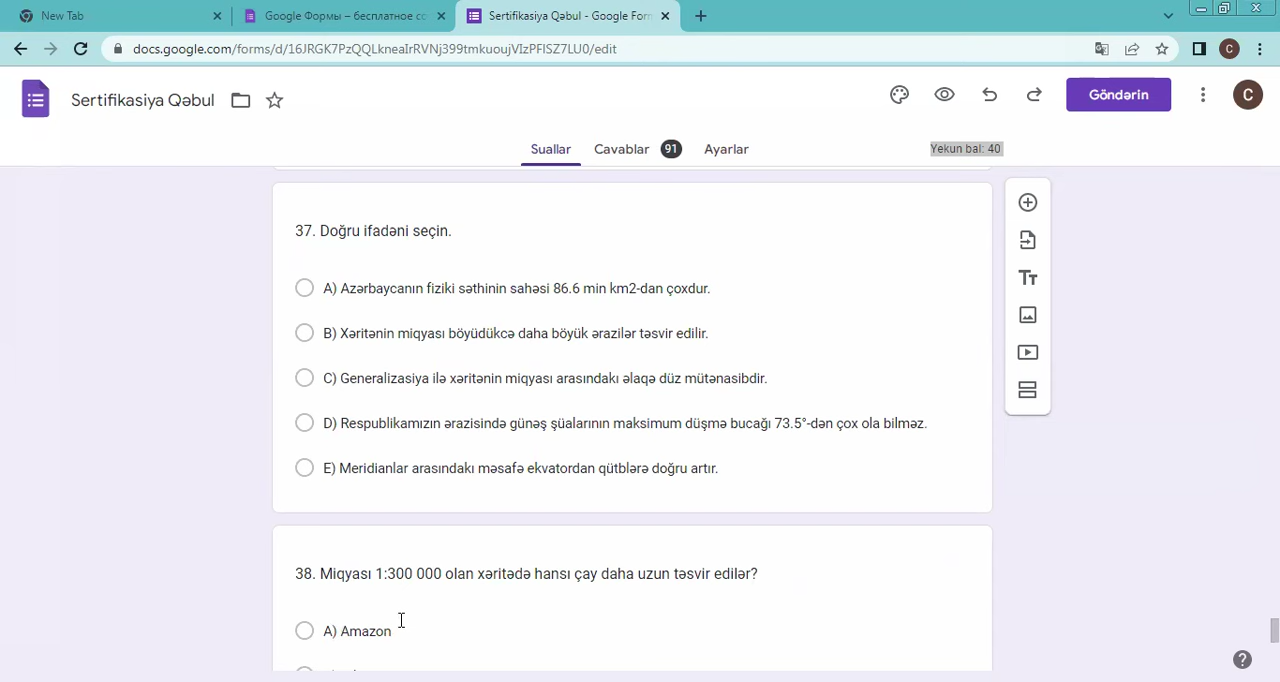 New Tab
Google Формы – бесплатное со
Sertifikasiya Qəbul - Google Form
docs.google.com/forms/d/16JRGK7PzQQLkneaIrRVNj399tmkuoujVIzPFlSZ7LU0/edit
C
Sertifikasiya Qəbul
Göndərin
C
Suallar
Cavablar 91
Ayarlar
Yekun bal: 40
37. Doğru ifadəni seçin.
A) Azərbaycanın fiziki səthinin sahəsi 86.6 min km2-dan çoxdur.
B) Xəritənin miqyası böyüdükcə daha böyük ərazilər təsvir edilir.
C) Generalizasiya ilə xəritənin miqyası arasındakı əlaqə düz mütənasibdir.
D) Respublikamızın ərazisində günəş şüalarının maksimum düşmə bucağı 73.5°-dən çox ola bilməz.
E) Meridianlar arasındakı məsafə ekvatordan qütblərə doğru artır.
38. Miqyası 1:300 000 olan xəritədə hansı çay daha uzun təsvir edilər?
A) Amazon